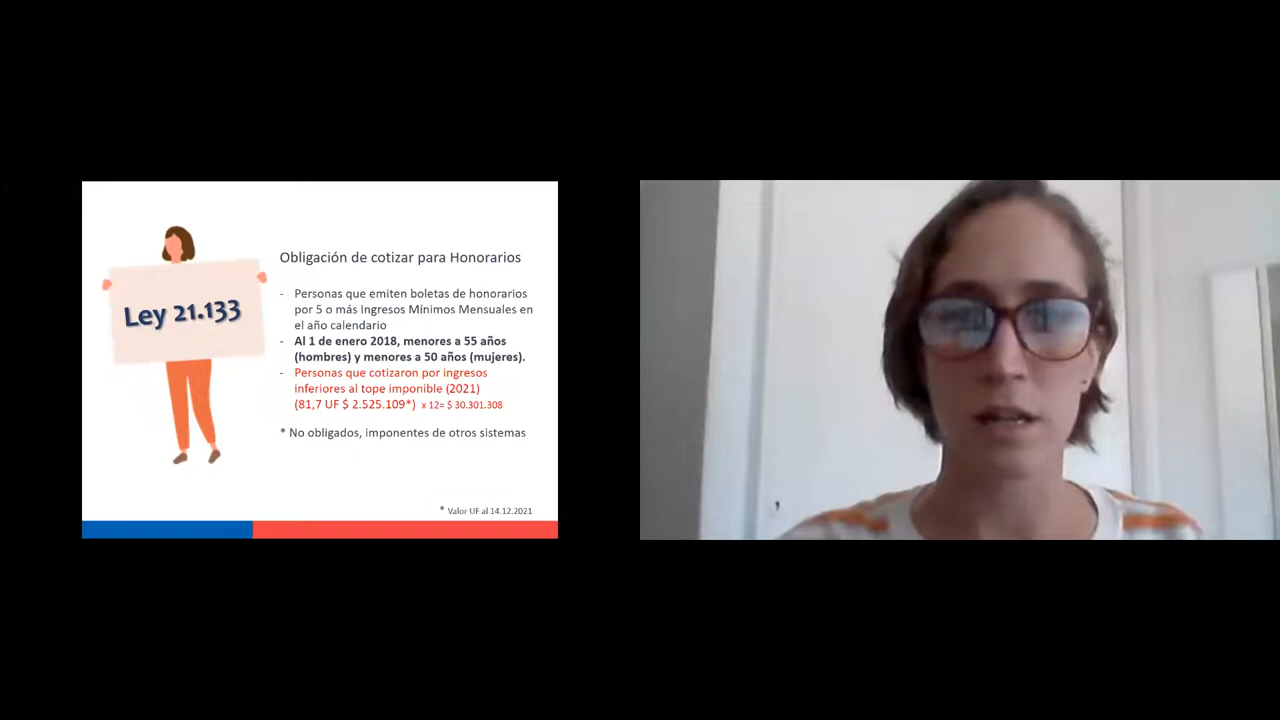 Ley 21.133
Obligación de cotizar para Honorarios
- Personas que emiten boletas de honorarios
por 5 o más Ingresos Mínimos Mensuales en
el año calendario
- Al 1 de enero 2018, menores a 55 años
(hombres) y menores a 50 años (mujeres).
- Personas que cotizaron por ingresos
inferiores al tope imponible (2021)
(81,7 UF $ 2.525.109*) x 12= $ 30.301.308
* No obligados, imponentes de otros sistemas
* Valor UF al 14.12.2021